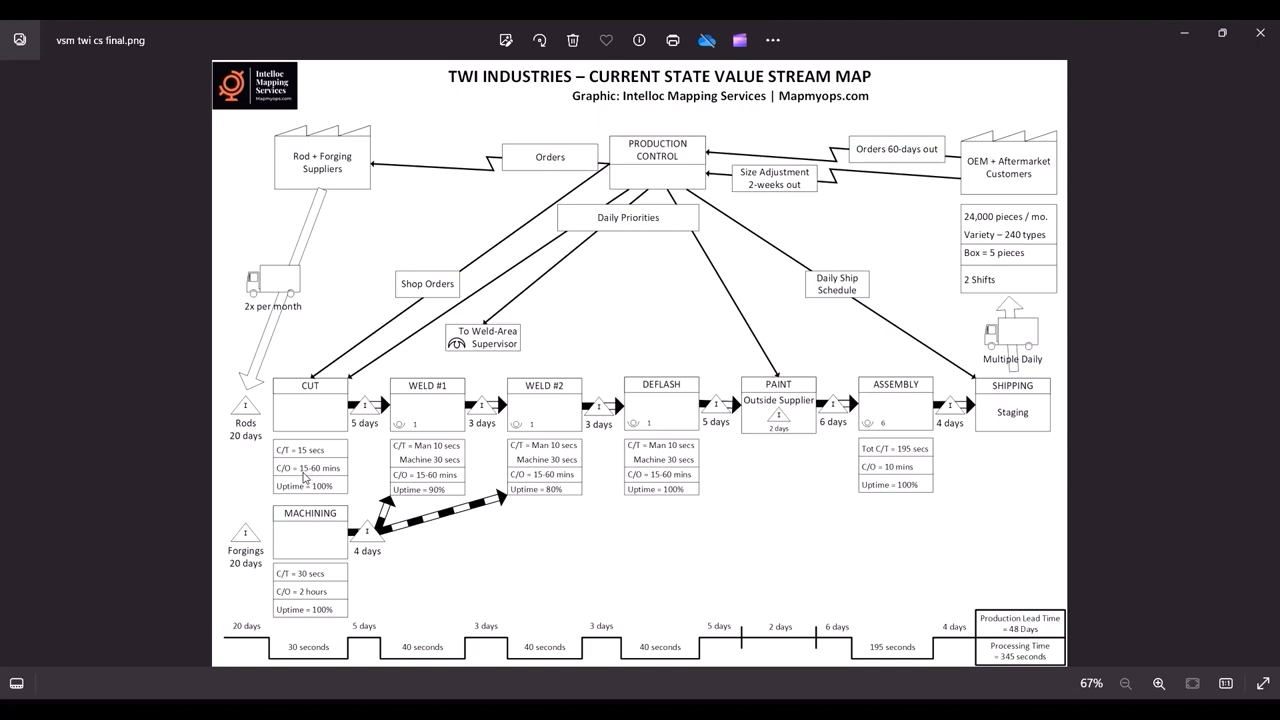 vsm twi cs final.png
Intelloc
Mapping
Services
Mapmyops.com
TWI INDUSTRIES – CURRENT STATE VALUE STREAM MAP
Graphic: Intelloc Mapping Services | Mapmyops.com
Rod + Forging
Suppliers
Orders
PRODUCTION
CONTROL
Orders 60-days out
Size Adjustment
2-weeks out
OEM + Aftermarket
Customers
Daily Priorities
24,000 pieces / mo.
Variety – 240 types
Box = 5 pieces
2 Shifts
2x per month
Shop Orders
Daily Ship
Schedule
To Weld-Area
Supervisor
Multiple Daily
I
Rods
20 days
CUT
I
5 days
WELD #1
1
I
3 days
WELD #2
1
I
3 days
DEFLASH
1
I
5 days
PAINT
Outside Supplier
I
2 days
I
6 days
ASSEMBLY
6
I
4 days
SHIPPING
Staging
C/T = 15 secs
C/O = 15-60 mins
Uptime = 100%
C/T = Man 10 secs
Machine 30 secs
C/O = 15-60 mins
Uptime = 90%
C/T = Man 10 secs
Machine 30 secs
C/O = 15-60 mins
Uptime = 80%
C/T = Man 10 secs
Machine 30 secs
C/O = 15-60 mins
Uptime = 100%
Tot C/T = 195 secs
C/O = 10 mins
Uptime = 100%
I
Forgings
20 days
MACHINING
I
4 days
C/T = 30 secs
C/O = 2 hours
Uptime = 100%
20 days
5 days
3 days
3 days
5 days
2 days
6 days
4 days
Production Lead Time
= 48 Days
30 seconds
40 seconds
40 seconds
40 seconds
195 seconds
Processing Time
= 345 seconds
67%
1:1